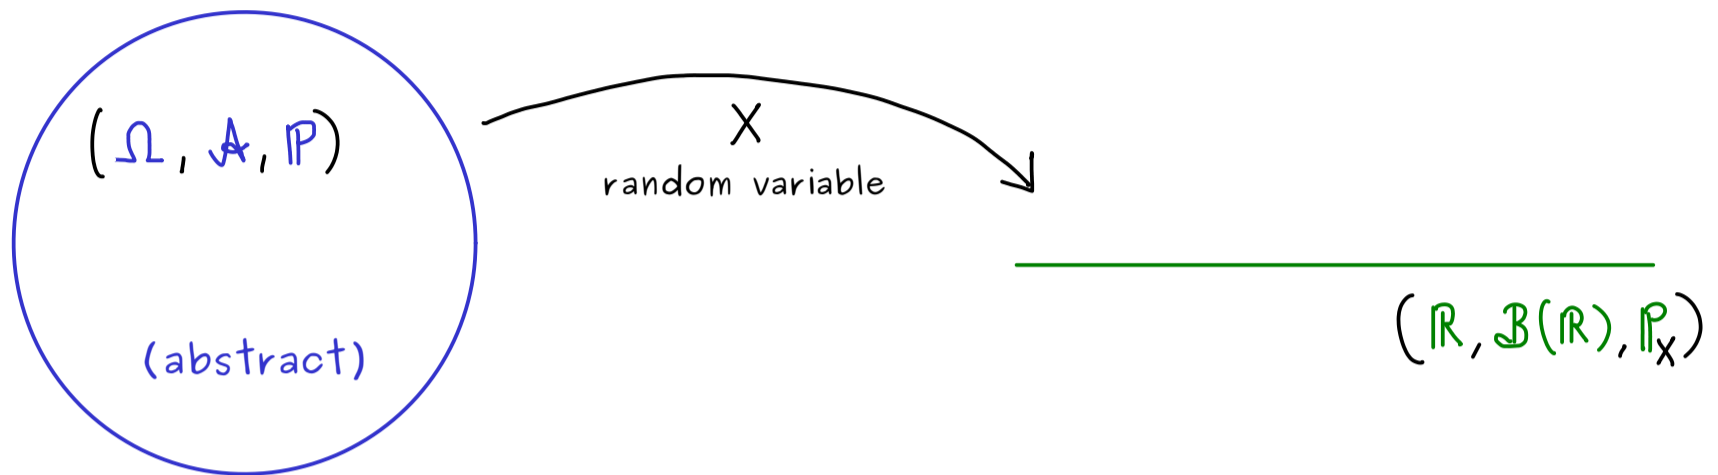 (Ω, 𝒜, ℙ)
X
random variable
(ℝ, ℬ(ℝ), ℙ_X)
(abstract)